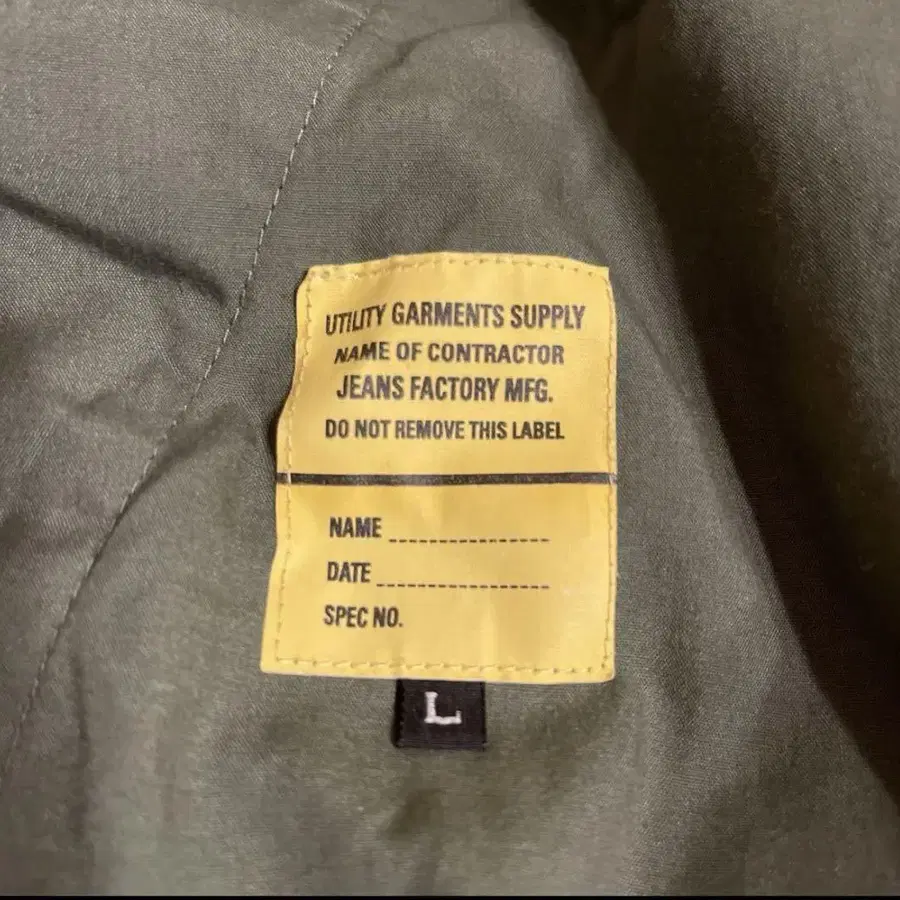 UTILITY GARMENTS SUPPLY
NAME OF CONTRACTOR
JEANS FACTORY MFG.
DO NOT REMOVE THIS LABEL
NAME
DATE
SPEC NO.
L